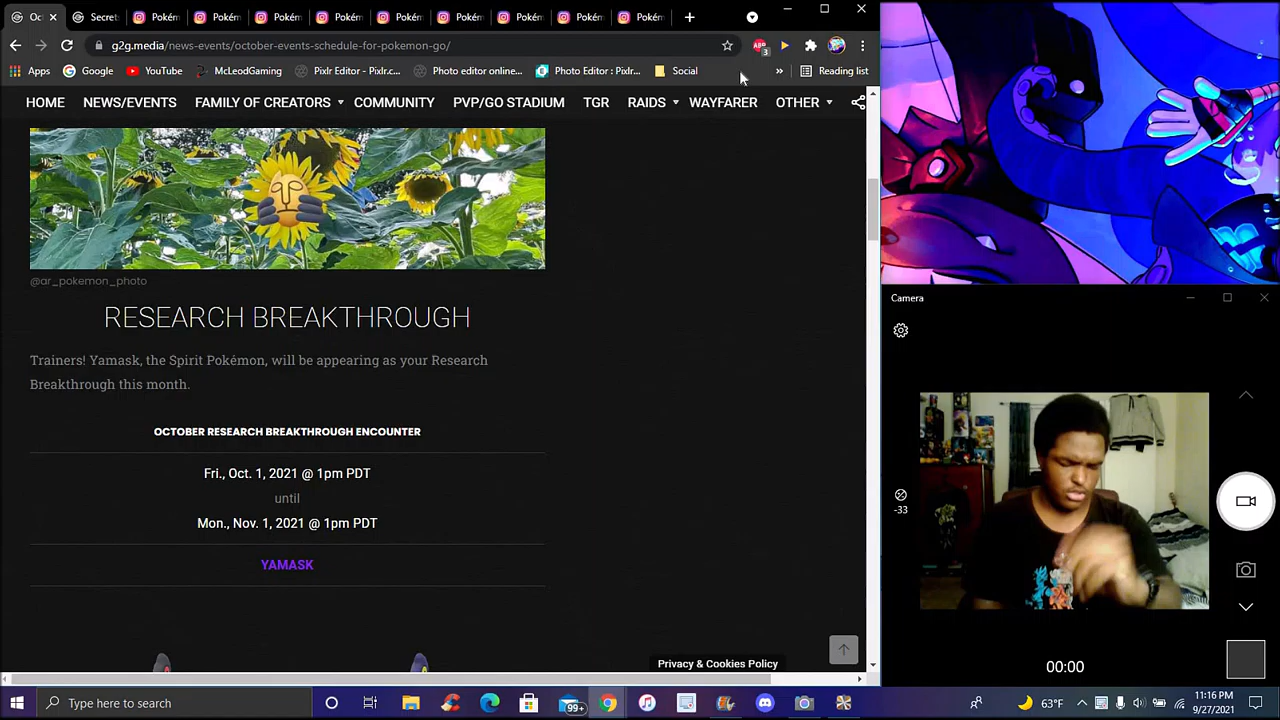 Oc
Secrets
Pokém
Pokém
Pokém
Pokém
Pokém
Pokém
Pokém
Pokém
Pokém
g2g.media/news-events/october-events-schedule-for-pokemon-go/
ABP
3
Apps
Google
YouTube
McLeodGaming
Pixlr Editor - Pixlr.c...
Photo editor online...
Photo Editor : Pixlr...
Social
Reading list
HOME
NEWS/EVENTS
FAMILY OF CREATORS
COMMUNITY
PVP/GO STADIUM
TGR
RAIDS
WAYFARER
OTHER
@ar_pokemon_photo
RESEARCH BREAKTHROUGH
Trainers! Yamask, the Spirit Pokémon, will be appearing as your Research
Breakthrough this month.
OCTOBER RESEARCH BREAKTHROUGH ENCOUNTER
Fri., Oct. 1, 2021 @ 1pm PDT
until
Mon., Nov. 1, 2021 @ 1pm PDT
YAMASK
Privacy & Cookies Policy
Camera
-33
00:00
Type here to search
99+
63°F
11:16 PM
9/27/2021